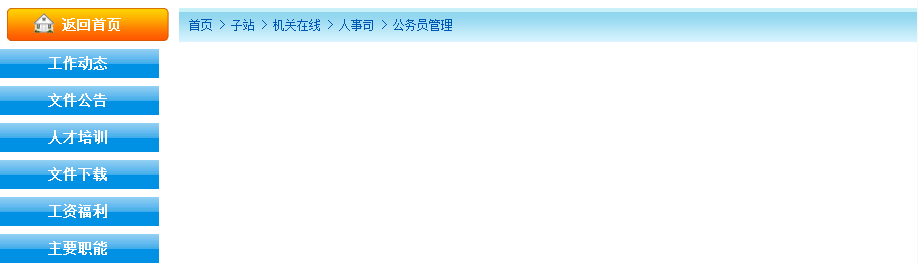 返回首页
首页 > 子站 > 机关在线 > 人事司 > 公务员管理
工作动态
文件公告
人才培训
文件下载
工资福利
主要职能